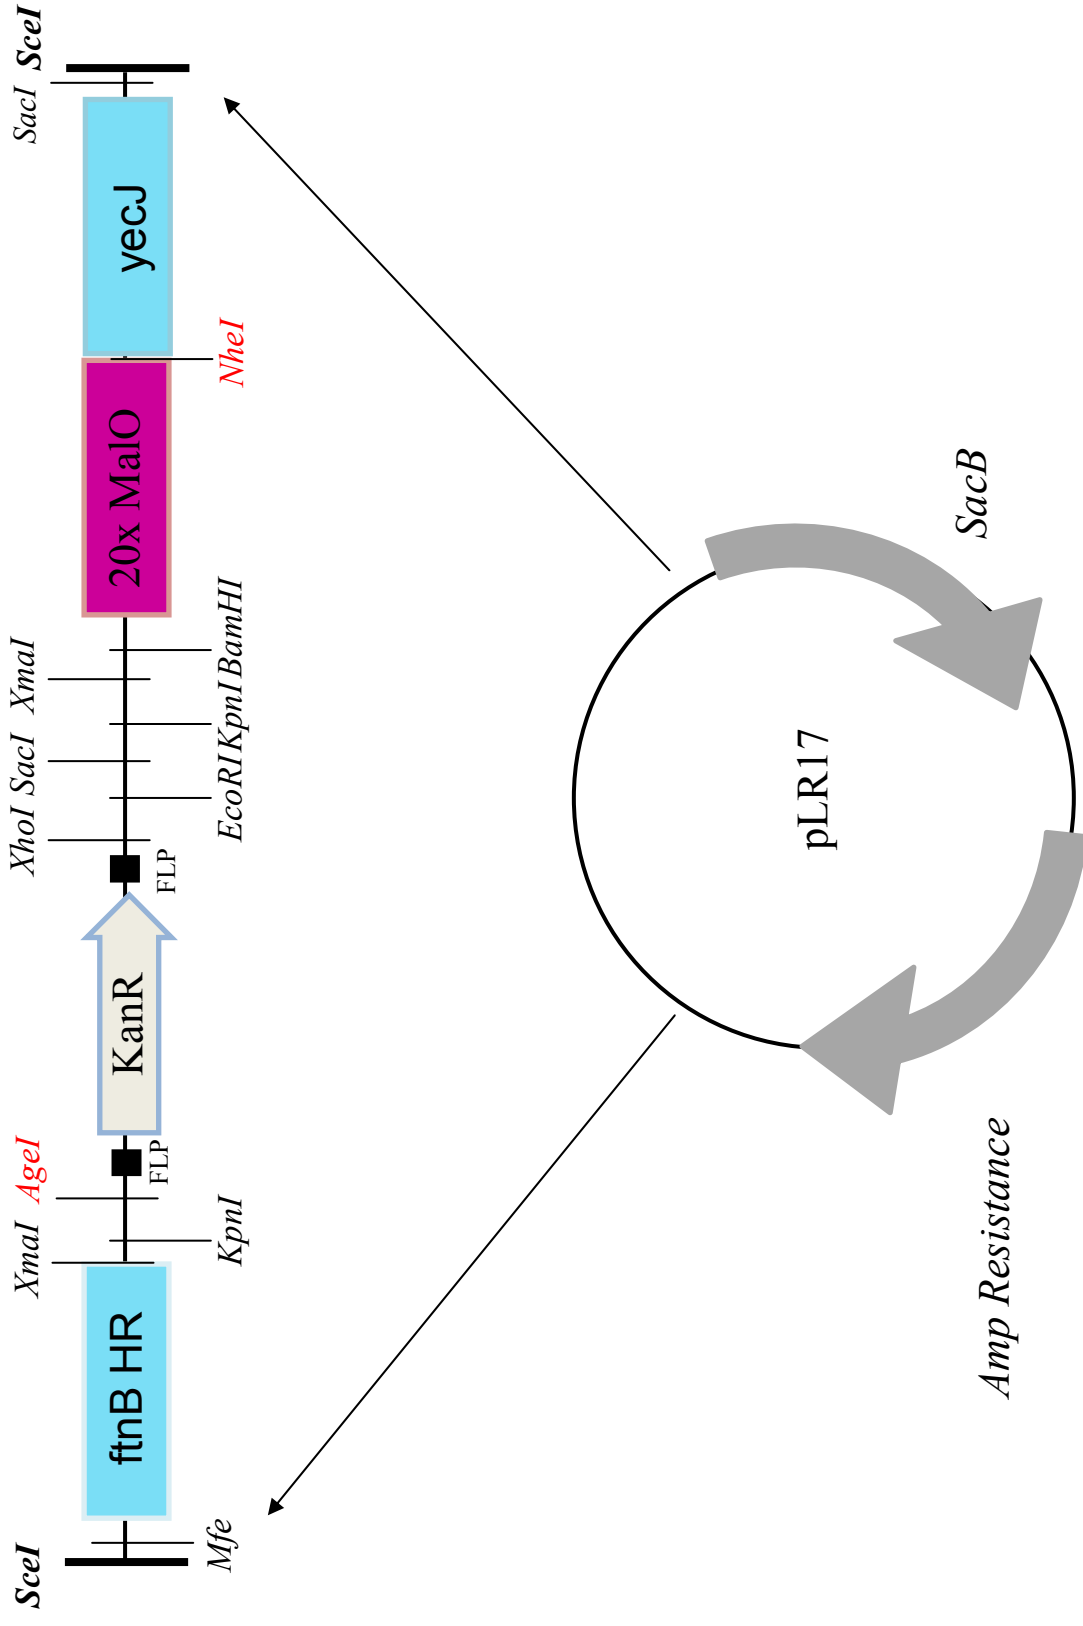 SceI
XmaI AgeI
XhoI SacI XmaI
SacI SceI
ftnB HR
KanR
20x MalO
yecJ
FLP
FLP
Mfe
KpnI
EcoRI KpnI BamHI
NheI
pLR17
SacB
Amp Resistance